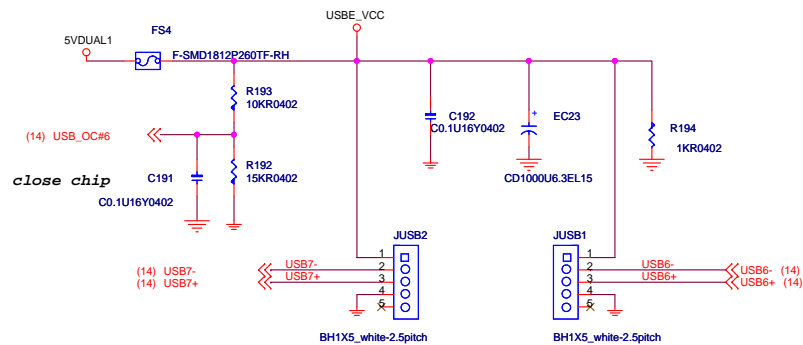 USBE_VCC
FS4
5VDUAL1
F-SMD1812P260TF-RH
R193
10KR0402
C192
C0.1U16Y0402
+
EC23
R194
1KR0402
(14) USB_OC#6
R192
15KR0402
close chip
C191
C0.1U16Y0402
CD1000U6.3EL15
JUSB2
JUSB1
1
2
3
4
5
1
2
3
4
5
(14) USB7-
USB7-
(14) USB7+
USB7+
USB6-
USB6- (14)
USB6+
USB6+ (14)
BH1X5_white-2.5pitch
BH1X5_white-2.5pitch